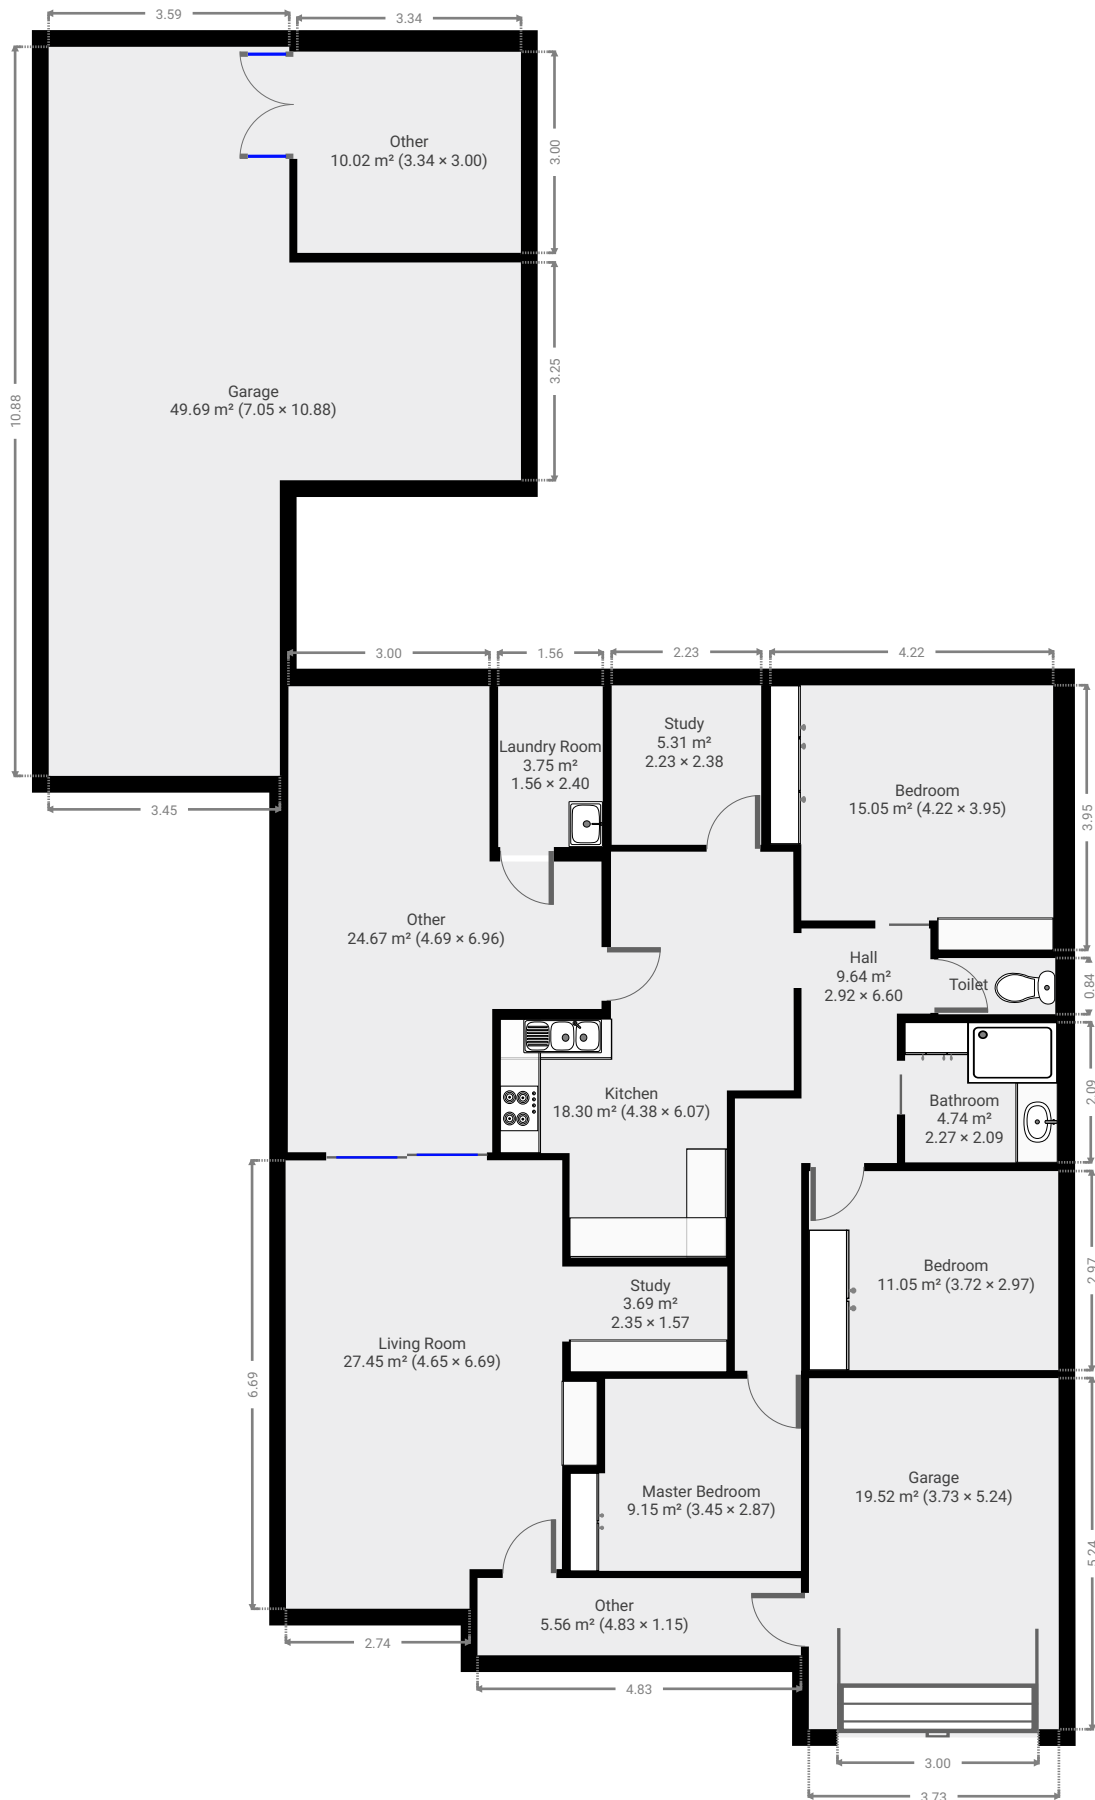 3.59
3.34
Other
10.02 m² (3.34 × 3.00)
3.00
10.88
Garage
49.69 m² (7.05 × 10.88)
3.25
3.00
1.56
2.23
4.22
Study
5.31 m²
2.23 × 2.38
Laundry Room
3.75 m²
1.56 × 2.40
Bedroom
15.05 m² (4.22 × 3.95)
3.95
3.45
Other
24.67 m² (4.69 × 6.96)
Hall
9.64 m²
2.92 × 6.60
Toilet
0.84
Kitchen
18.30 m² (4.38 × 6.07)
Bathroom
4.74 m²
2.27 × 2.09
2.09
Bedroom
11.05 m² (3.72 × 2.97)
2.97
Study
3.69 m²
2.35 × 1.57
Living Room
27.45 m² (4.65 × 6.69)
6.69
Garage
19.52 m² (3.73 × 5.24)
Master Bedroom
9.15 m² (3.45 × 2.87)
5.24
Other
5.56 m² (4.83 × 1.15)
2.74
4.83
3.00
3.73